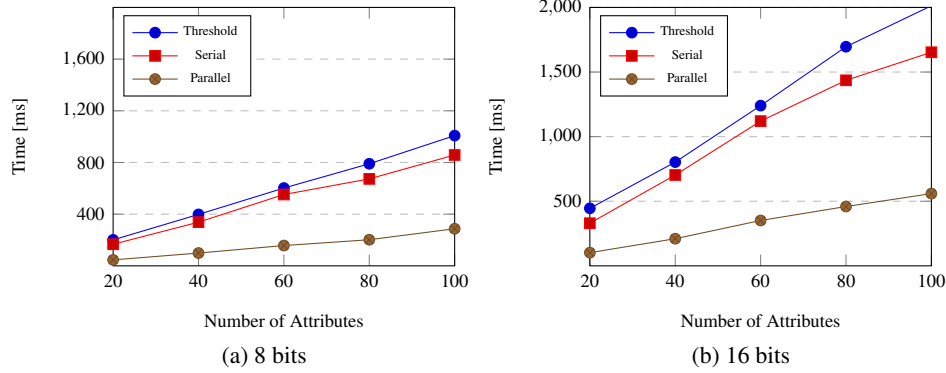 1,600
1,200
800
400
20 40 60 80 100
Time [ms]
Number of Attributes
Threshold
Serial
Parallel
(a) 8 bits
2,000
1,500
1,000
500
20 40 60 80 100
Time [ms]
Number of Attributes
Threshold
Serial
Parallel
(b) 16 bits